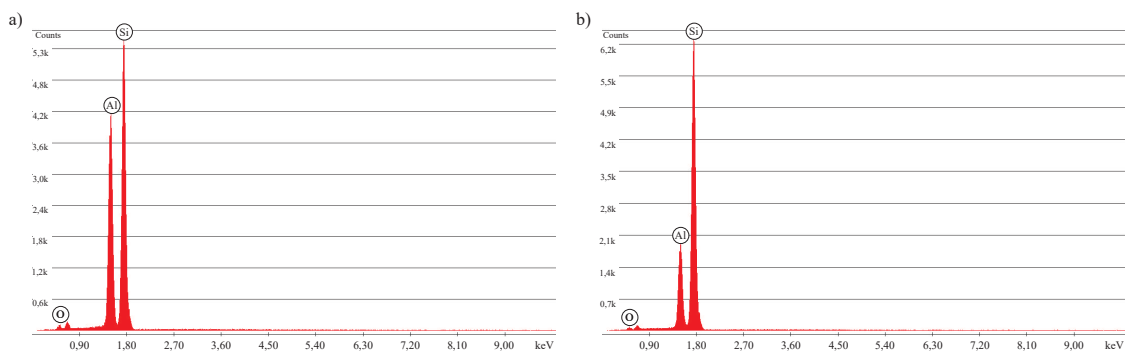 a)
Counts
Si
5,3k
4,8k
Al
4,2k
3,6k
3,0k
2,4k
1,8k
1,2k
0,6k
O
0,90 1,80 2,70 3,60 4,50 5,40 6,30 7,20 8,10 9,00 keV
b)
Counts
Si
6,2k
5,5k
4,9k
4,2k
3,5k
2,8k
2,1k
Al
1,4k
0,7k
O
0,90 1,80 2,70 3,60 4,50 5,40 6,30 7,20 8,10 9,00 keV